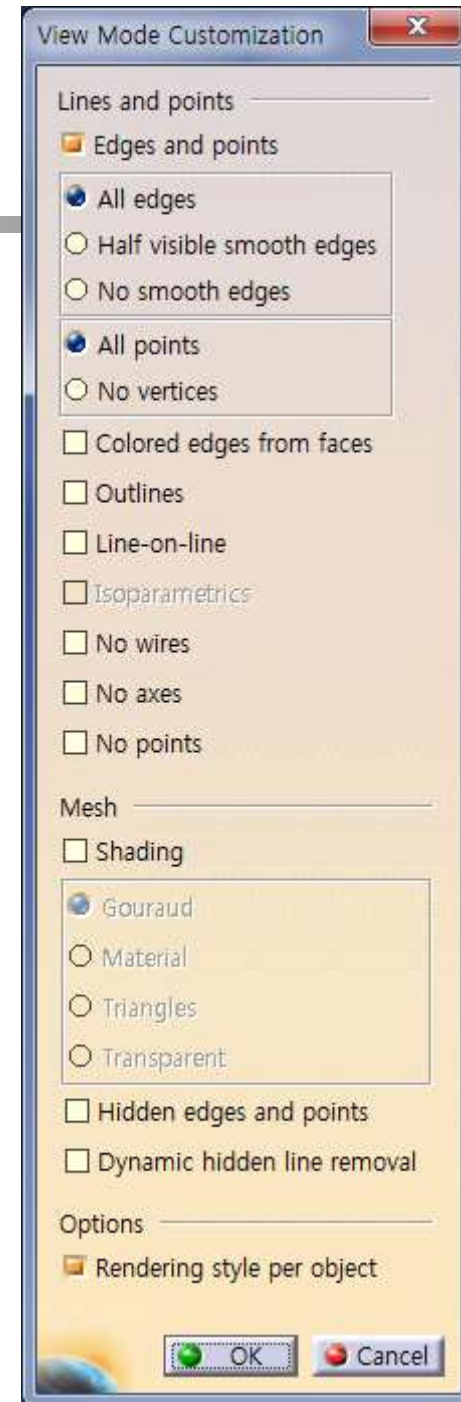 View Mode Customization
Lines and points
Edges and points
All edges
Half visible smooth edges
No smooth edges
All points
No vertices
Colored edges from faces
Outlines
Line-on-line
Isoparametrics
No wires
No axes
No points
Mesh
Shading
Gouraud
Material
Triangles
Transparent
Hidden edges and points
Dynamic hidden line removal
Options
Rendering style per object
OK Cancel